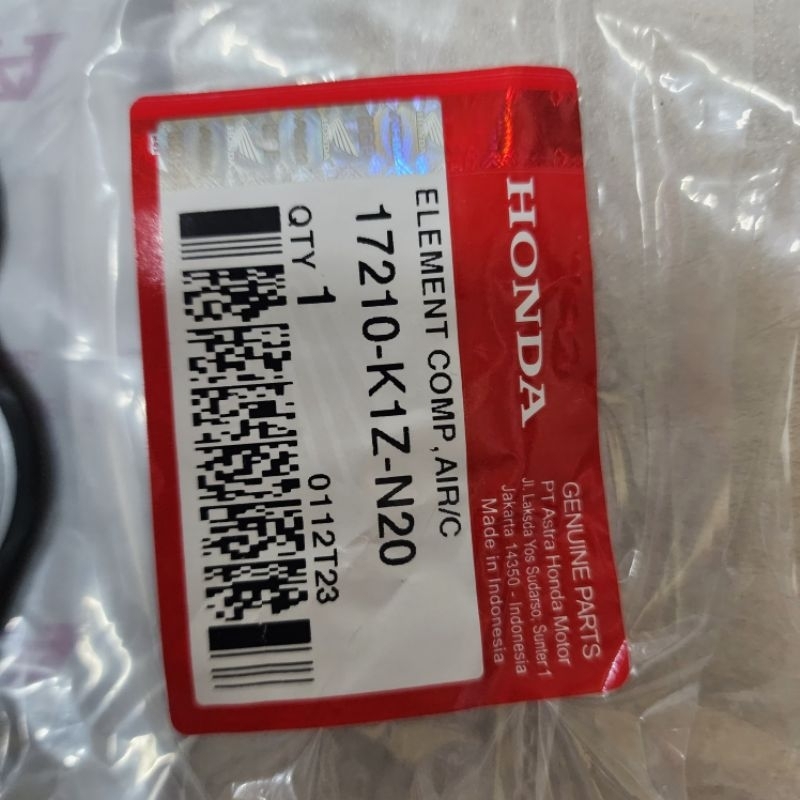 HONDA
GENUINE PARTS
PT Astra Honda Motor
Jl. Laksda Yos Sudarso, Sunter 1
Jakarta 14350 - Indonesia
Made in Indonesia
ELEMENT COMP,AIR/C
17210-K1Z-N20
QTY 1
0112T23